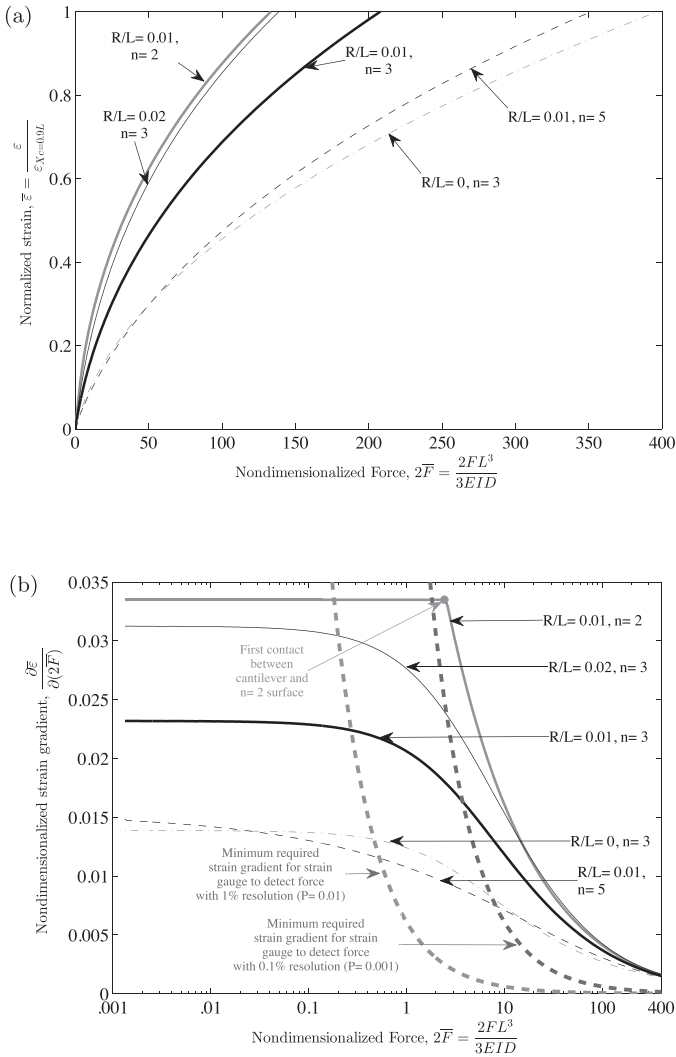 (a)
1
0.8
0.6
0.4
0.2
0
0
50
100
150
200
250
300
350
400
Normalized strain, ε̅ = ε / ε_{Xc=0.9L}
Nondimensionalized Force, 2F̅ = 2FL³ / 3EID
R/L= 0.01,
n= 2
R/L= 0.02
n= 3
R/L= 0.01,
n= 3
R/L= 0.01, n= 5
R/L= 0, n= 3
(b)
0.035
0.03
0.025
0.02
0.015
0.01
0.005
0
.001
.01
0.1
1
10
100
400
Nondimensionalized strain gradient, ∂ε̅ / ∂(2F̅)
Nondimensionalized Force, 2F̅ = 2FL³ / 3EID
R/L= 0.01, n= 2
First contact
between
cantilever and
n= 2 surface
R/L= 0.02, n= 3
R/L= 0.01, n= 3
R/L= 0, n= 3
R/L= 0.01,
n= 5
Minimum required
strain gradient for strain
gauge to detect force
with 1% resolution (P= 0.01)
Minimum required
strain gradient for strain
gauge to detect force
with 0.1% resolution (P= 0.001)